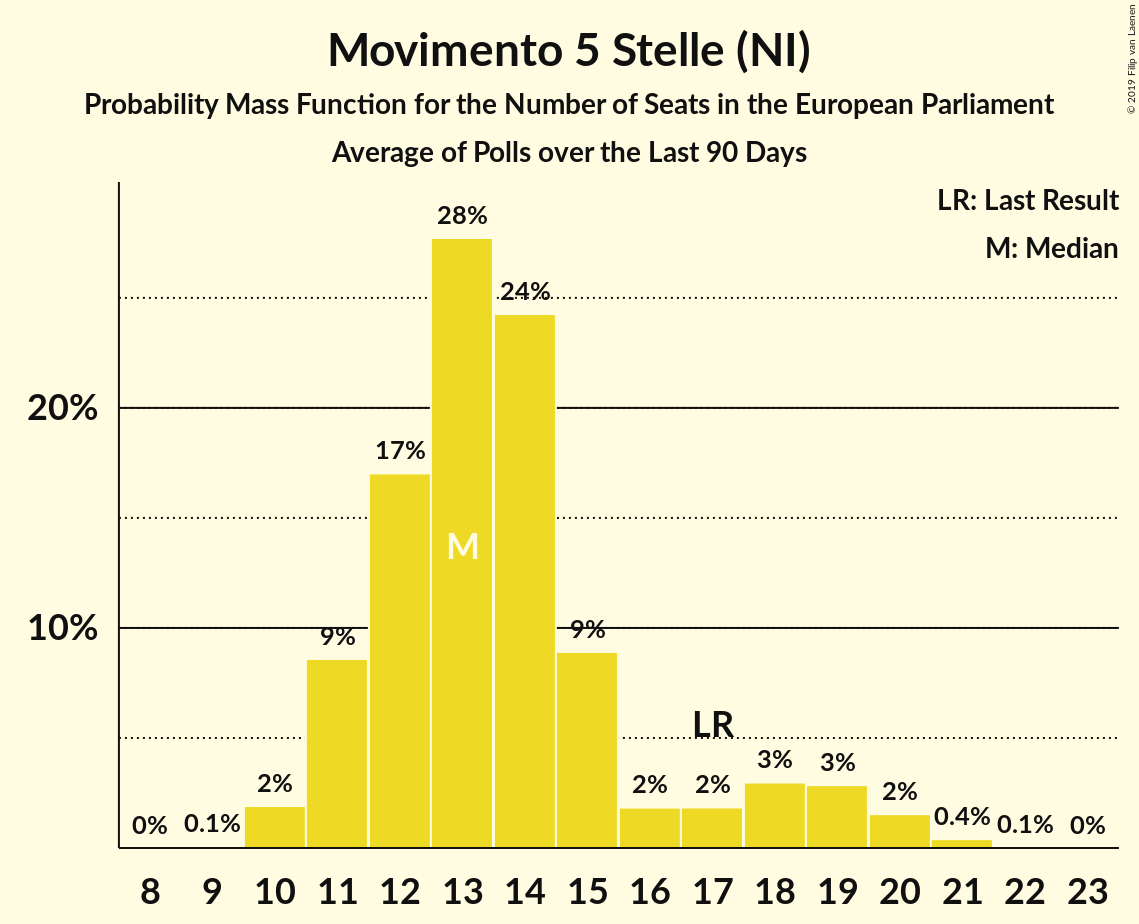 Movimento 5 Stelle (NI)
Probability Mass Function for the Number of Seats in the European Parliament
Average of Polls over the Last 90 Days
© 2019 Filip van Laenen
LR: Last Result
M: Median
28%
24%
20%
17%
M
10%
9%
9%
LR
3%
3%
2%
2%
2%
2%
0.4%
0%
0.1%
0.1%
0%
8 9 10 11 12 13 14 15 16 17 18 19 20 21 22 23